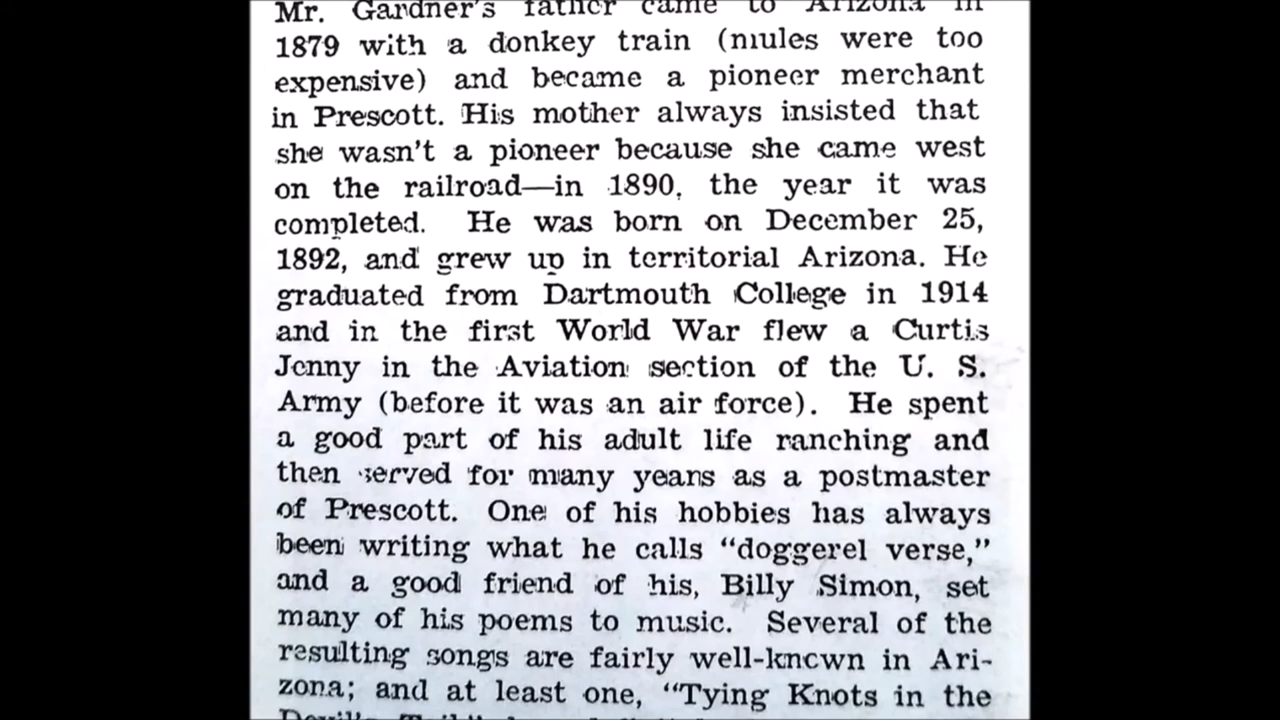 Mr. Gardner's father came to Arizona in
1879 with a donkey train (mules were too
expensive) and became a pioneer merchant
in Prescott. His mother always insisted that
she wasn't a pioneer because she came west
on the railroad—in 1890, the year it was
completed. He was born on December 25,
1892, and grew up in territorial Arizona. He
graduated from Dartmouth College in 1914
and in the first World War flew a Curtis
Jenny in the Aviation section of the U. S.
Army (before it was an air force). He spent
a good part of his adult life ranching and
then served for many years as a postmaster
of Prescott. One of his hobbies has always
been writing what he calls "doggerel verse,"
and a good friend of his, Billy Simon, set
many of his poems to music. Several of the
resulting songs are fairly well-kncwn in Ari-
zona; and at least one, "Tying Knots in the